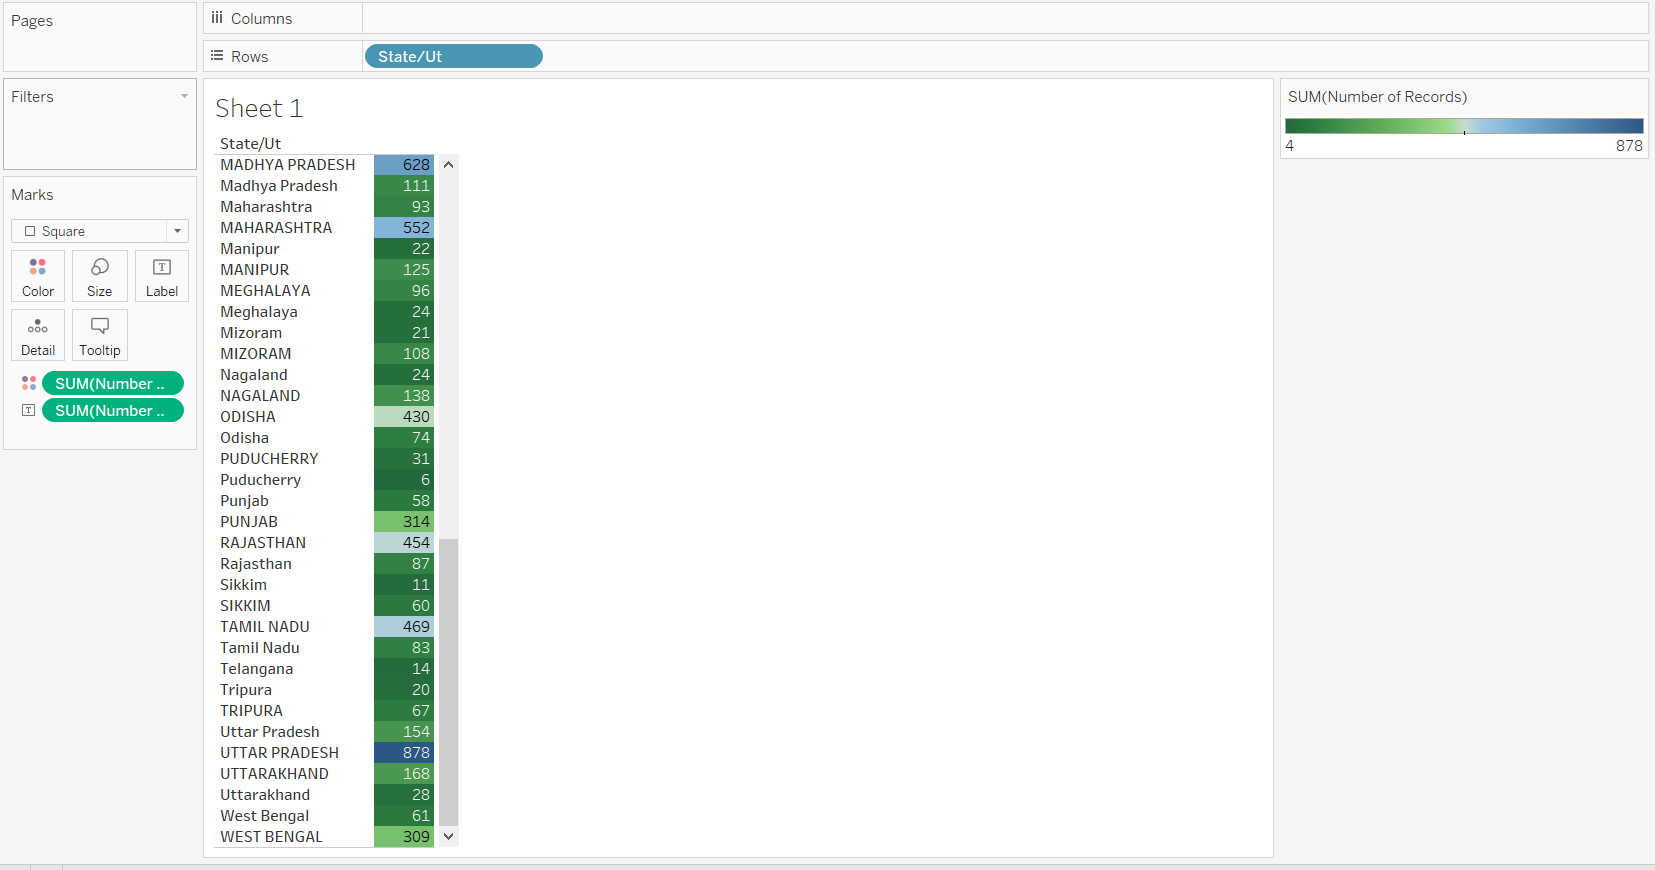 Pages
Columns
Rows
State/Ut
Filters
Marks
Square
Color
Size
Label
Detail
Tooltip
SUM(Number ..
SUM(Number ..
Sheet 1
State/Ut
MADHYA PRADESH 628
Madhya Pradesh 111
Maharashtra 93
MAHARASHTRA 552
Manipur 22
MANIPUR 125
MEGHALAYA 96
Meghalaya 24
Mizoram 21
MIZORAM 108
Nagaland 24
NAGALAND 138
ODISHA 430
Odisha 74
PUDUCHERRY 31
Puducherry 6
Punjab 58
PUNJAB 314
RAJASTHAN 454
Rajasthan 87
Sikkim 11
SIKKIM 60
TAMIL NADU 469
Tamil Nadu 83
Telangana 14
Tripura 20
TRIPURA 67
Uttar Pradesh 154
UTTAR PRADESH 878
UTTARAKHAND 168
Uttarakhand 28
West Bengal 61
WEST BENGAL 309
SUM(Number of Records)
4 878